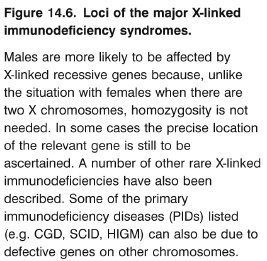 Figure 14.6. Loci of the major X-linked
immunodeficiency syndromes.
Males are more likely to be affected by
X-linked recessive genes because, unlike
the situation with females when there are
two X chromosomes, homozygosity is not
needed. In some cases the precise location
of the relevant gene is still to be
ascertained. A number of other rare X-linked
immunodeficiencies have also been
described. Some of the primary
immunodeficiency diseases (PIDs) listed
(e.g. CGD, SCID, HIGM) can also be due to
defective genes on other chromosomes.